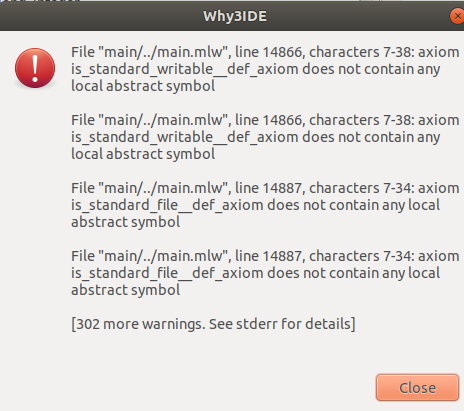 Why3IDE
File "main/../main.mlw", line 14866, characters 7-38: axiom
is_standard_writable__def_axiom does not contain any
local abstract symbol
File "main/../main.mlw", line 14866, characters 7-38: axiom
is_standard_writable__def_axiom does not contain any
local abstract symbol
File "main/../main.mlw", line 14887, characters 7-34: axiom
is_standard_file__def_axiom does not contain any local
abstract symbol
File "main/../main.mlw", line 14887, characters 7-34: axiom
is_standard_file__def_axiom does not contain any local
abstract symbol
[302 more warnings. See stderr for details]
Close